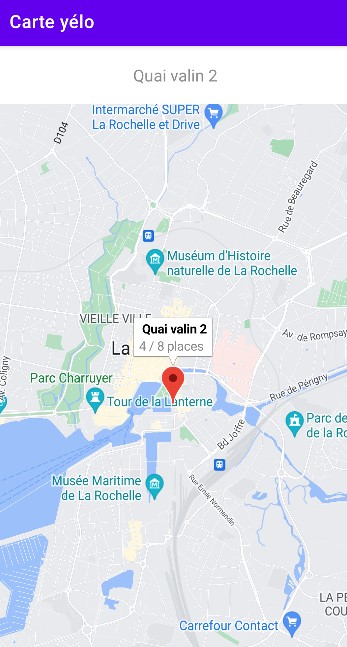 Carte yélo
Quai valin 2
Intermarché SUPER
La Rochelle et Drive
D104
Rue de Beauregard
Muséum d'Histoire
naturelle de La Rochelle
VIEILLE VILLE
Quai valin 2
4 / 8 places
La
Av. de Rompsay
Av. Coligny
Parc Charruyer
Rue de Périgny
Tour de la Lanterne
Parc de
de la Ro
Bd Joffre
Musée Maritime
de La Rochelle
Rue Émile Normandin
LA PE
COU
Carrefour Contact